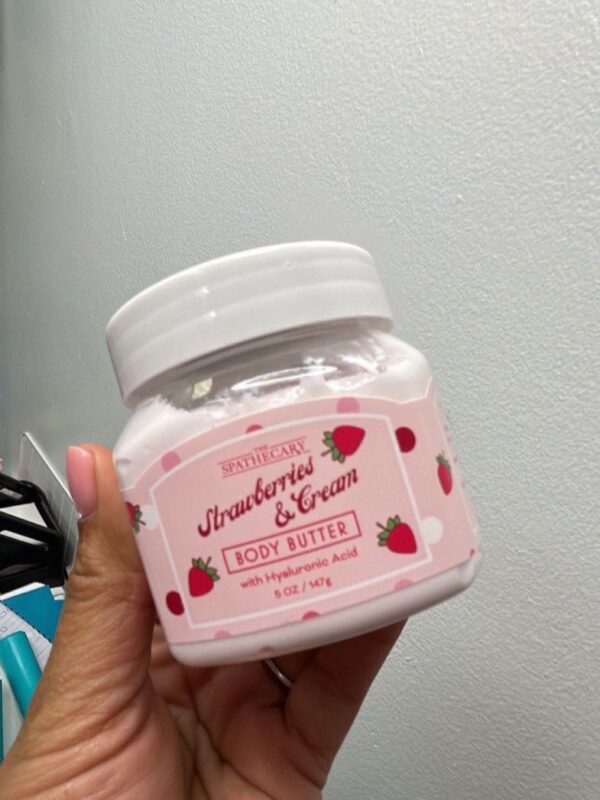 THE
SPATHECARY
Strawberries
& Cream
BODY BUTTER
with Hyaluronic Acid
5 OZ / 147g